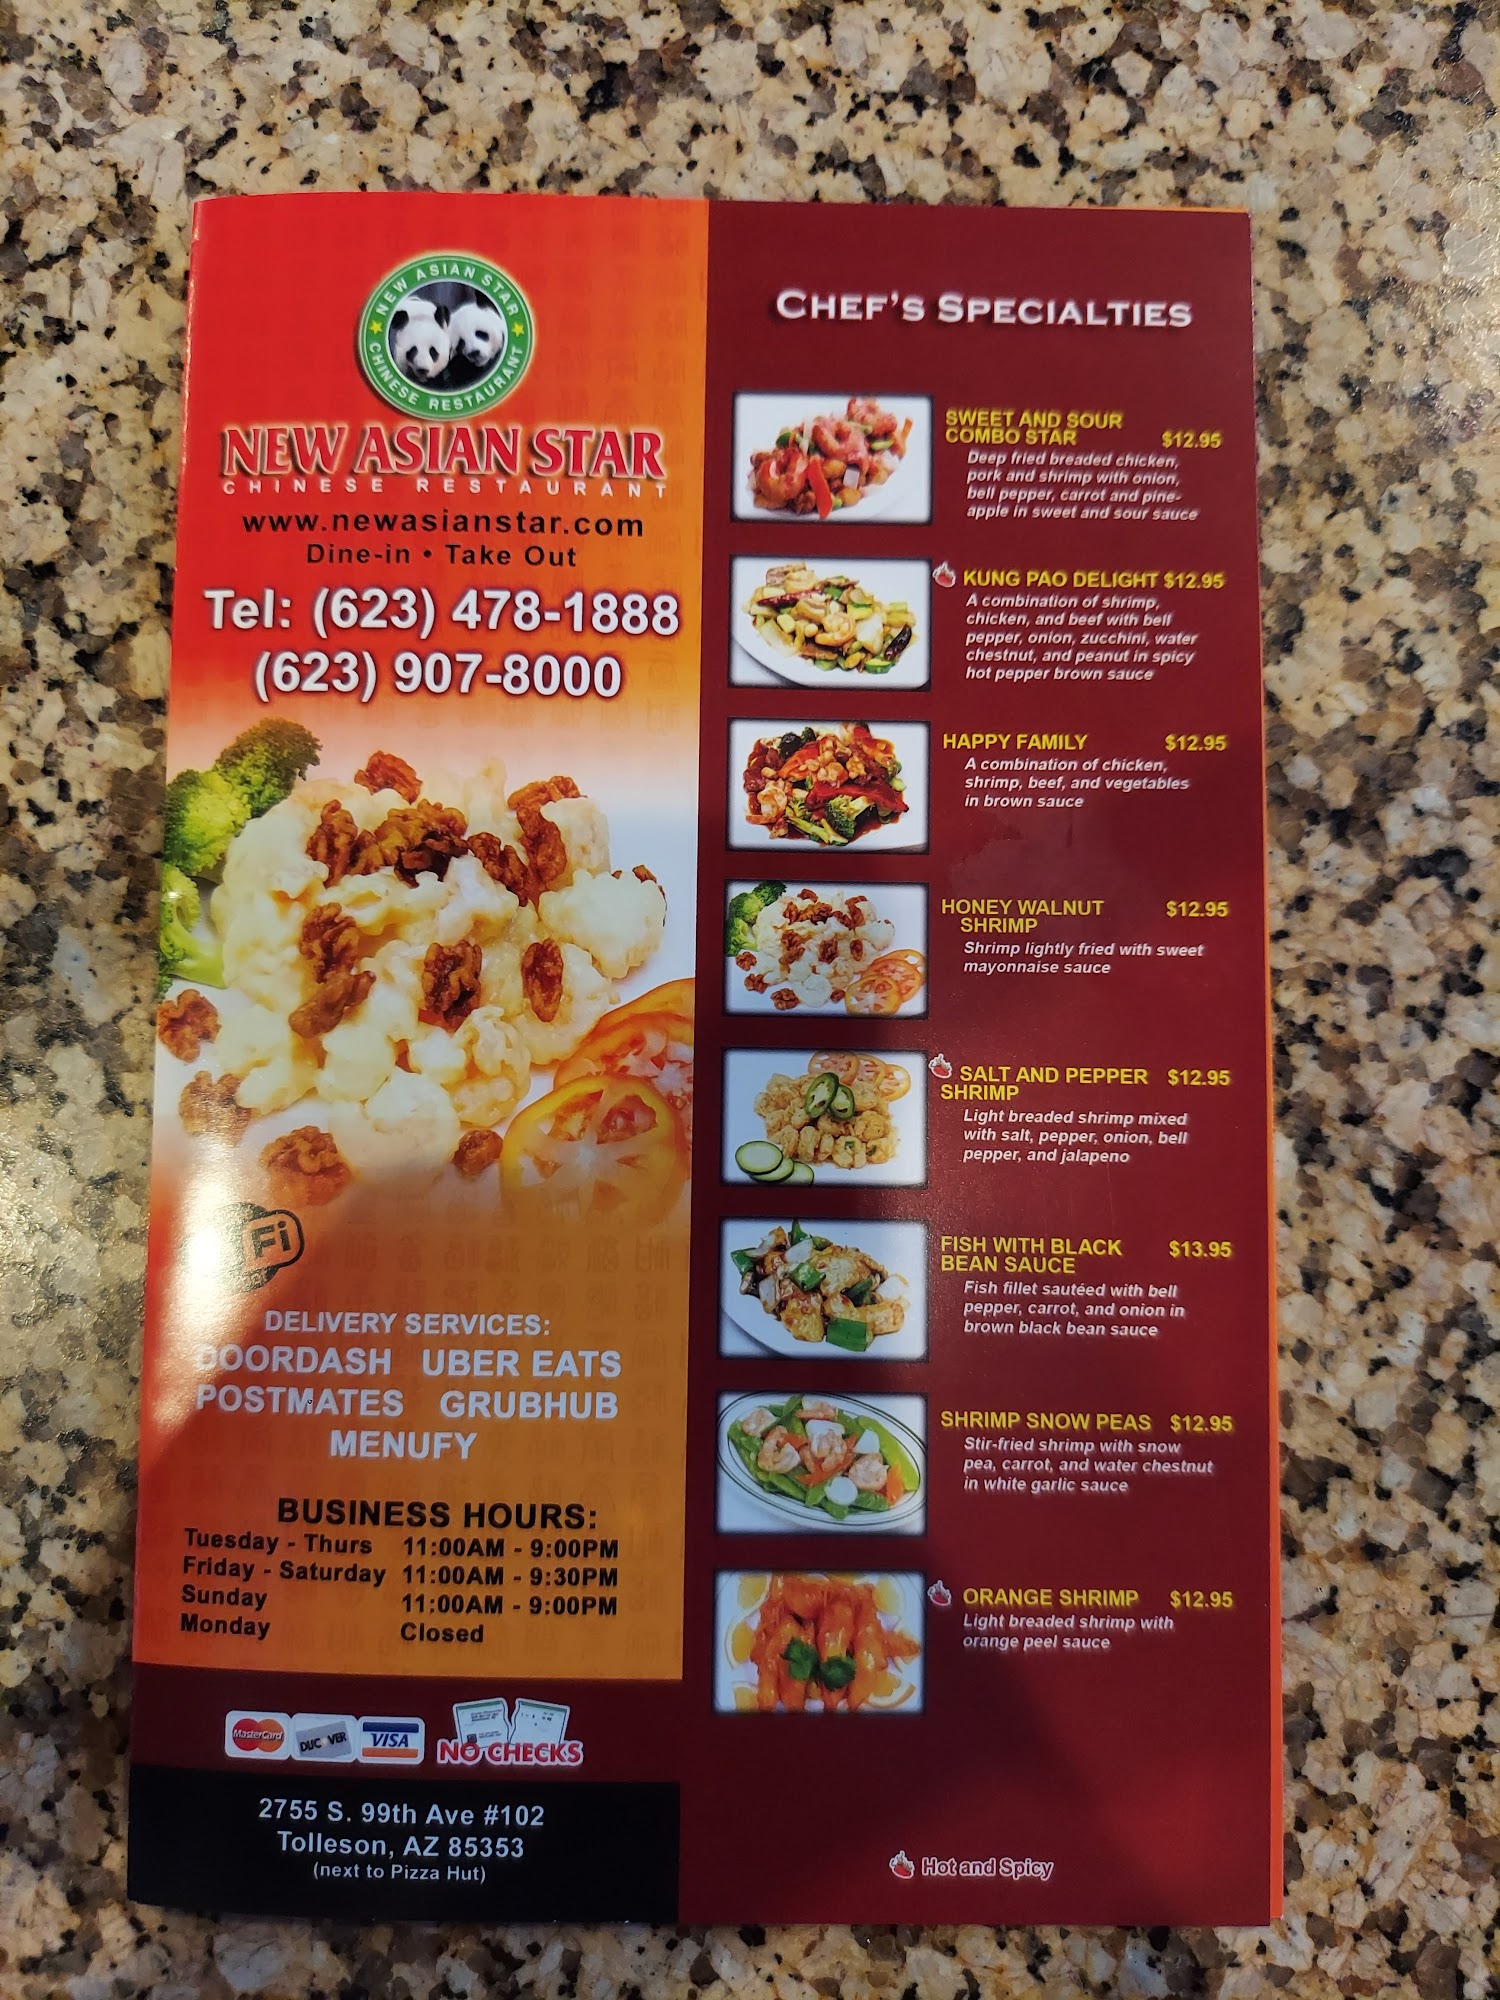 NEW ASIAN STAR
CHINESE RESTAURANT
NEW ASIAN STAR
CHINESE RESTAURANT
www.newasianstar.com
Dine-in • Take Out
Tel: (623) 478-1888
(623) 907-8000
Fi
DELIVERY SERVICES:
DOORDASH UBER EATS
POSTMATES GRUBHUB
MENUFY
BUSINESS HOURS:
Tuesday - Thurs 11:00AM - 9:00PM
Friday - Saturday 11:00AM - 9:30PM
Sunday 11:00AM - 9:00PM
Monday Closed
MasterCard
VISA
NO CHECKS
2755 S. 99th Ave #102
Tolleson, AZ 85353
(next to Pizza Hut)
CHEF'S SPECIALTIES
SWEET AND SOUR
COMBO STAR $12.95
Deep fried breaded chicken,
pork and shrimp with onion,
bell pepper, carrot and pine-
apple in sweet and sour sauce
KUNG PAO DELIGHT $12.95
A combination of shrimp,
chicken, and beef with bell
pepper, onion, zucchini, water
chestnut, and peanut in spicy
hot pepper brown sauce
HAPPY FAMILY $12.95
A combination of chicken,
shrimp, beef, and vegetables
in brown sauce
HONEY WALNUT $12.95
SHRIMP
Shrimp lightly fried with sweet
mayonnaise sauce
SALT AND PEPPER $12.95
SHRIMP
Light breaded shrimp mixed
with salt, pepper, onion, bell
pepper, and jalapeno
FISH WITH BLACK $13.95
BEAN SAUCE
Fish fillet sautéed with bell
pepper, carrot, and onion in
brown black bean sauce
SHRIMP SNOW PEAS $12.95
Stir-fried shrimp with snow
pea, carrot, and water chestnut
in white garlic sauce
ORANGE SHRIMP $12.95
Light breaded shrimp with
orange peel sauce
Hot and Spicy